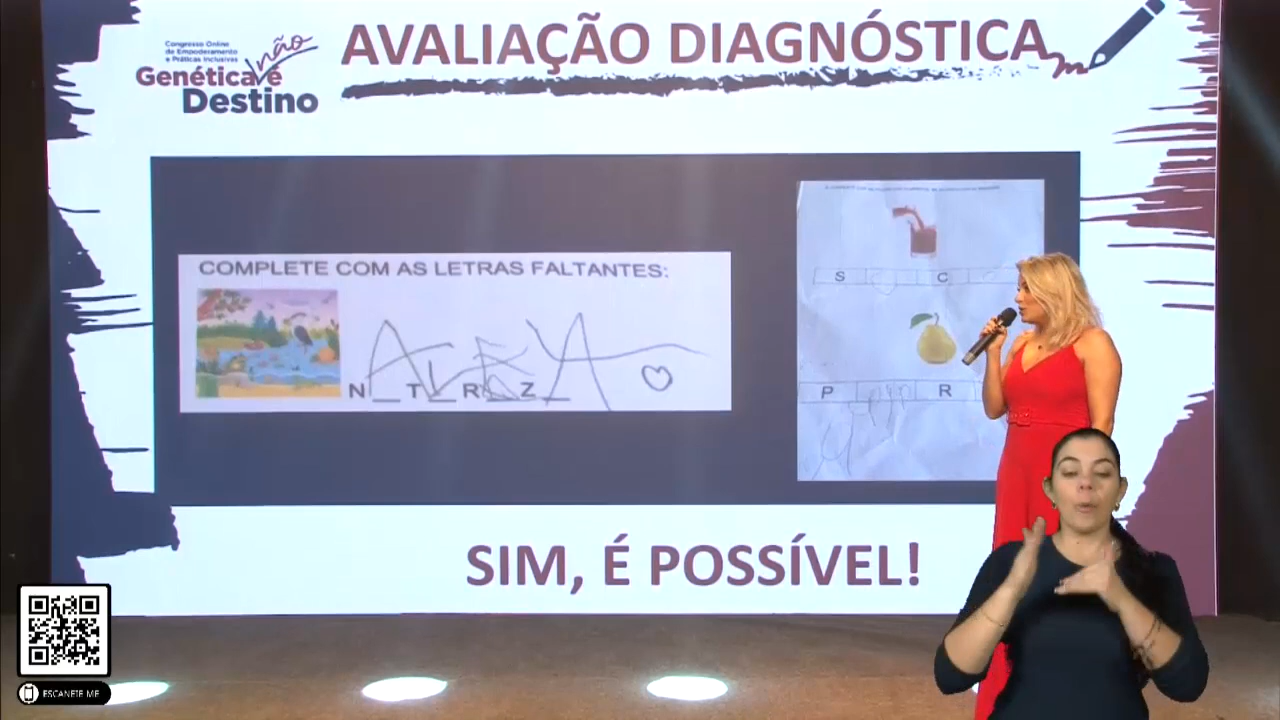 Congresso Online
de Empoderamento
e Práticas Inclusivas
Genética não é
Destino
AVALIAÇÃO DIAGNÓSTICA
COMPLETE COM AS LETRAS FALTANTES:
N_T_R_Z_
S C
P R
SIM, É POSSÍVEL!
ESCANEIE ME